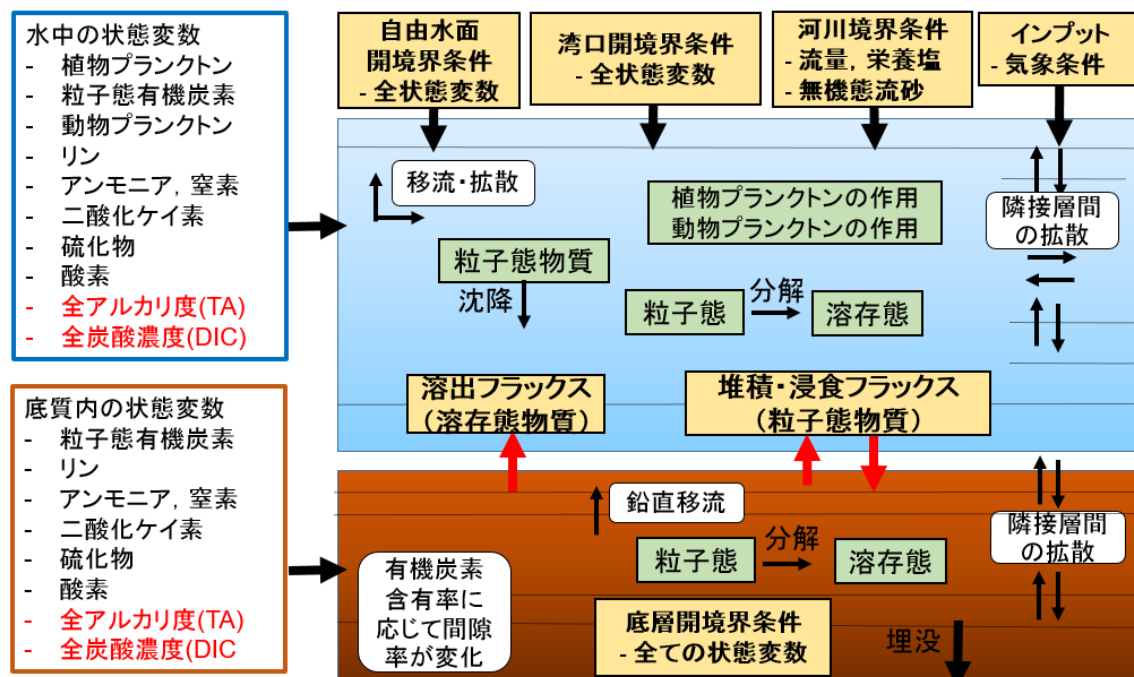 水中の状態変数
- 植物プランクトン
- 粒子態有機炭素
- 動物プランクトン
- リン
- アンモニア, 窒素
- 二酸化ケイ素
- 硫化物
- 酸素
- 全アルカリ度(TA)
- 全炭酸濃度(DIC)
底質内の状態変数
- 粒子態有機炭素
- リン
- アンモニア, 窒素
- 二酸化ケイ素
- 硫化物
- 酸素
- 全アルカリ度(TA)
- 全炭酸濃度(DIC
自由水面
開境界条件
- 全状態変数
湾口開境界条件
- 全状態変数
河川境界条件
- 流量, 栄養塩
- 無機態流砂
インプット
- 気象条件
移流・拡散
植物プランクトンの作用
動物プランクトンの作用
隣接層間
の拡散
粒子態物質
沈降
粒子態
分解
溶存態
溶出フラックス
（溶存態物質）
堆積・浸食フラックス
（粒子態物質）
鉛直移流
粒子態
分解
溶存態
隣接層間
の拡散
有機炭素
含有率に
応じて間隙
率が変化
底層開境界条件
- 全ての状態変数
埋没